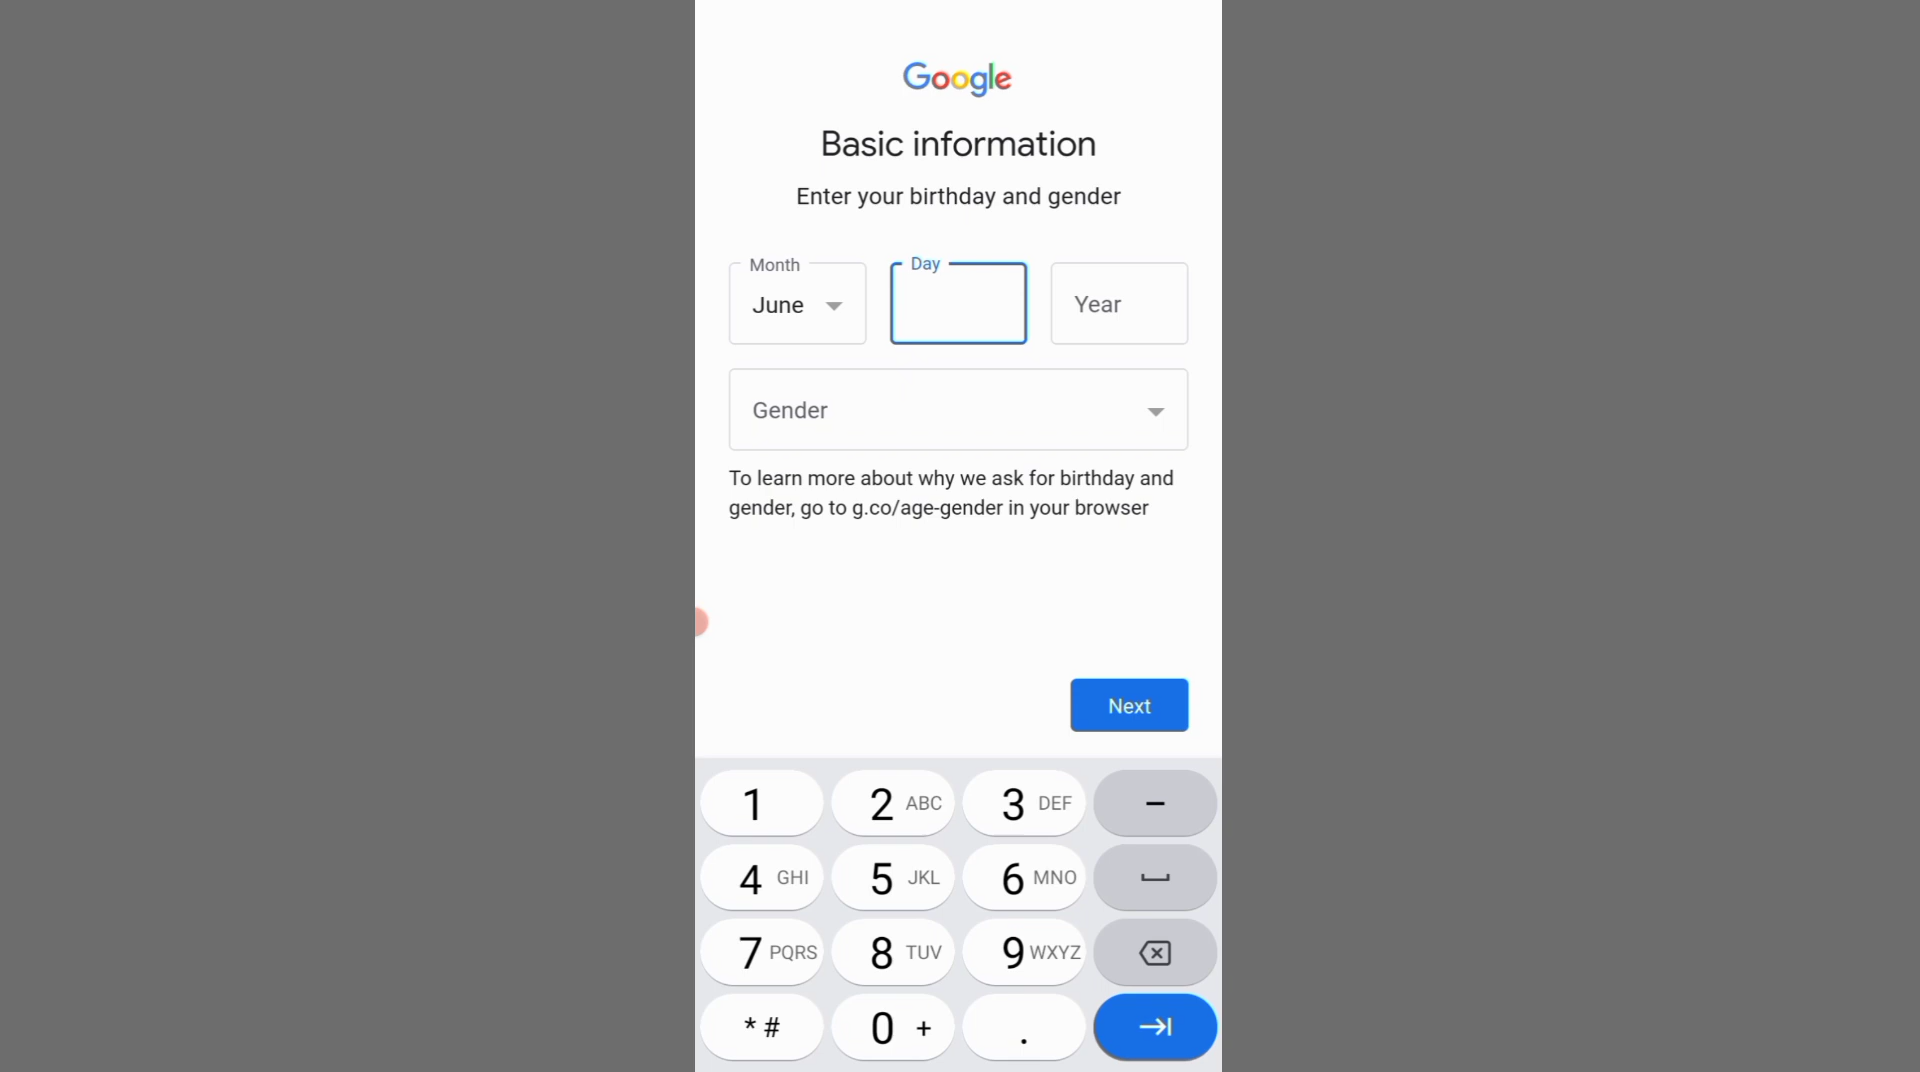 Google
Basic information
Enter your birthday and gender
Month Day
June Year
Gender
To learn more about why we ask for birthday and
gender, go to g.co/age-gender in your browser
Next
1 2 ABC 3 DEF –
4 GHI 5 JKL 6 MNO
7 PQRS 8 TUV 9 WXYZ
* # 0 + .